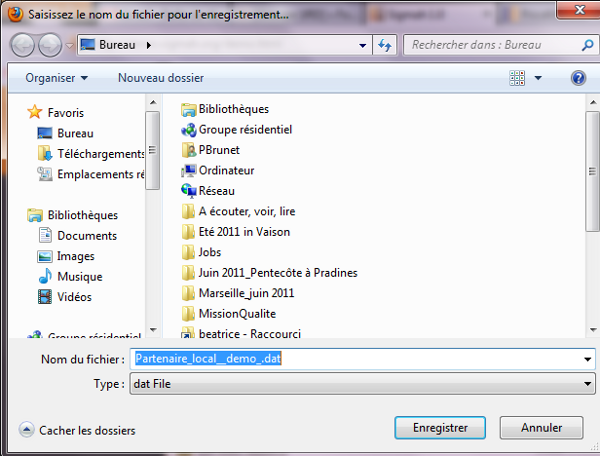 Saisissez le nom du fichier pour l'enregistrement...
Bureau
Rechercher dans : Bureau
Organiser
Nouveau dossier
Favoris
Bureau
Téléchargements
Emplacements ré
Bibliothèques
Documents
Images
Musique
Vidéos
Groupe résidentiel
Bibliothèques
Groupe résidentiel
PBrunet
Ordinateur
Réseau
A écouter, voir, lire
Eté 2011 in Vaison
Jobs
Juin 2011_Pentecôte à Pradines
Marseille_juin 2011
MissionQualite
beatrice - Raccourci
Nom du fichier :
Partenaire_local__demo_.dat
Type :
dat File
Cacher les dossiers
Enregistrer
Annuler